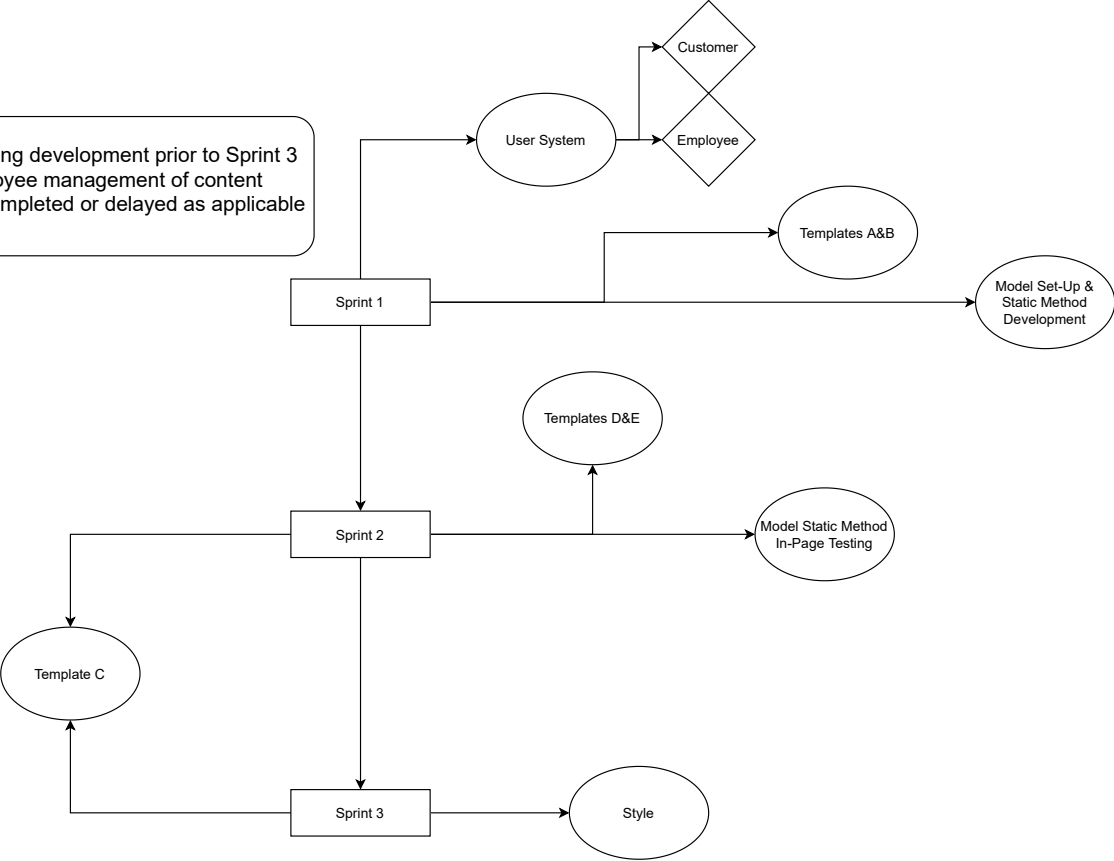 Customer
User System
Employee
ng development prior to Sprint 3
oyee management of content
mpleted or delayed as applicable
Templates A&B
Sprint 1
Model Set-Up &
Static Method
Development
Templates D&E
Sprint 2
Model Static Method
In-Page Testing
Template C
Sprint 3
Style